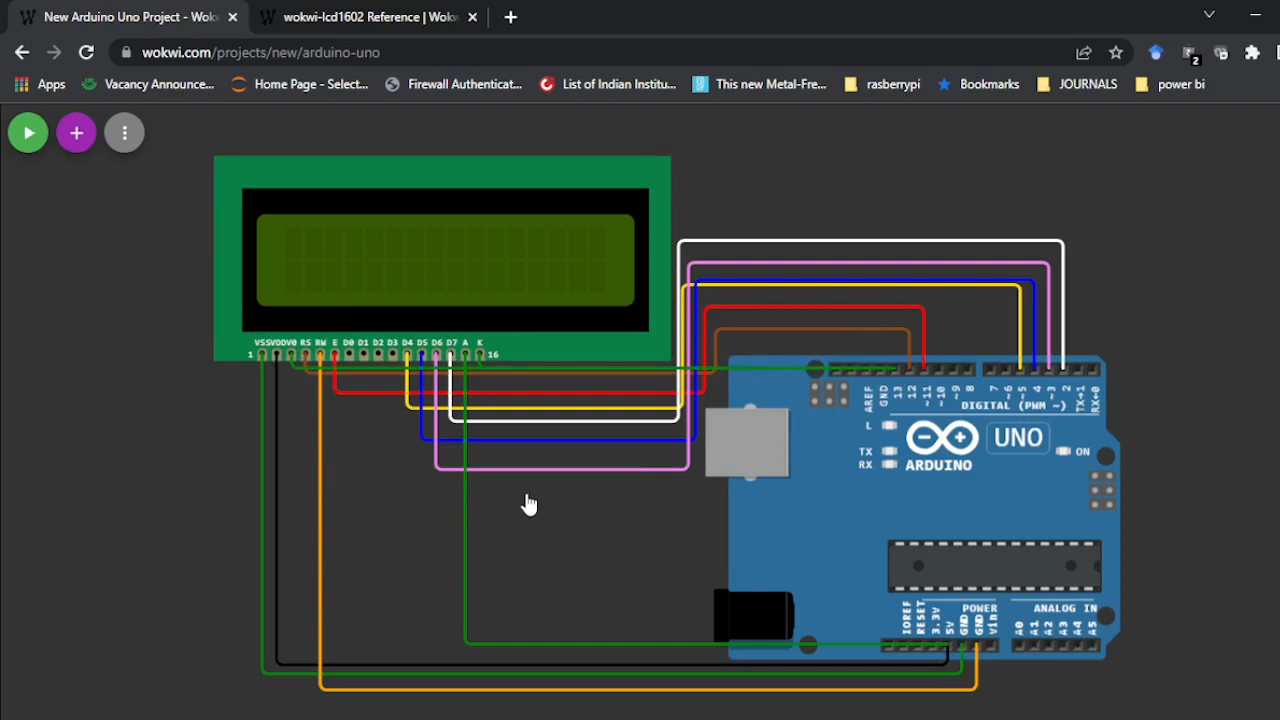 New Arduino Uno Project - Wok
wokwi-lcd1602 Reference | Wok
wokwi.com/projects/new/arduino-uno
2
Apps
Vacancy Announce...
Home Page - Select...
Firewall Authenticat...
List of Indian Institu...
This new Metal-Fre...
rasberrypi
Bookmarks
JOURNALS
power bi
VSS VDD V0 RS RW E D0 D1 D2 D3 D4 D5 D6 D7 A K
1
16
AREF GND 13 12 ~11 ~10 ~9 8 7 ~6 ~5 4 ~3 2 TX→1 RX←0
DIGITAL (PWM ~)
L
TX
RX
UNO
ARDUINO
ON
IOREF RESET 3.3V 5V GND GND Vin
POWER
ANALOG IN
A0 A1 A2 A3 A4 A5